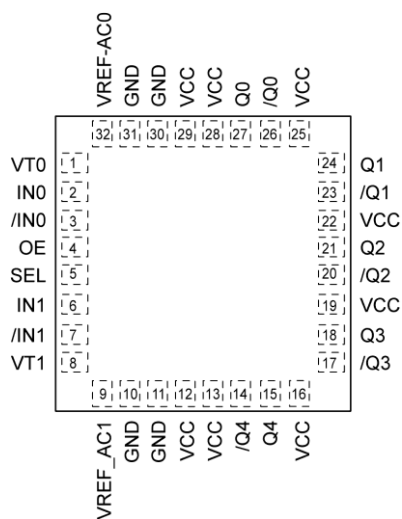 VREF-AC0
GND
GND
VCC
VCC
Q0
/Q0
VCC
32 31 30 29 28 27 26 25
VT0 1 24 Q1
IN0 2 23 /Q1
/IN0 3 22 VCC
OE 4 21 Q2
SEL 5 20 /Q2
IN1 6 19 VCC
/IN1 7 18 Q3
VT1 8 17 /Q3
9 10 11 12 13 14 15 16
VREF_AC1
GND
GND
VCC
VCC
/Q4
Q4
VCC